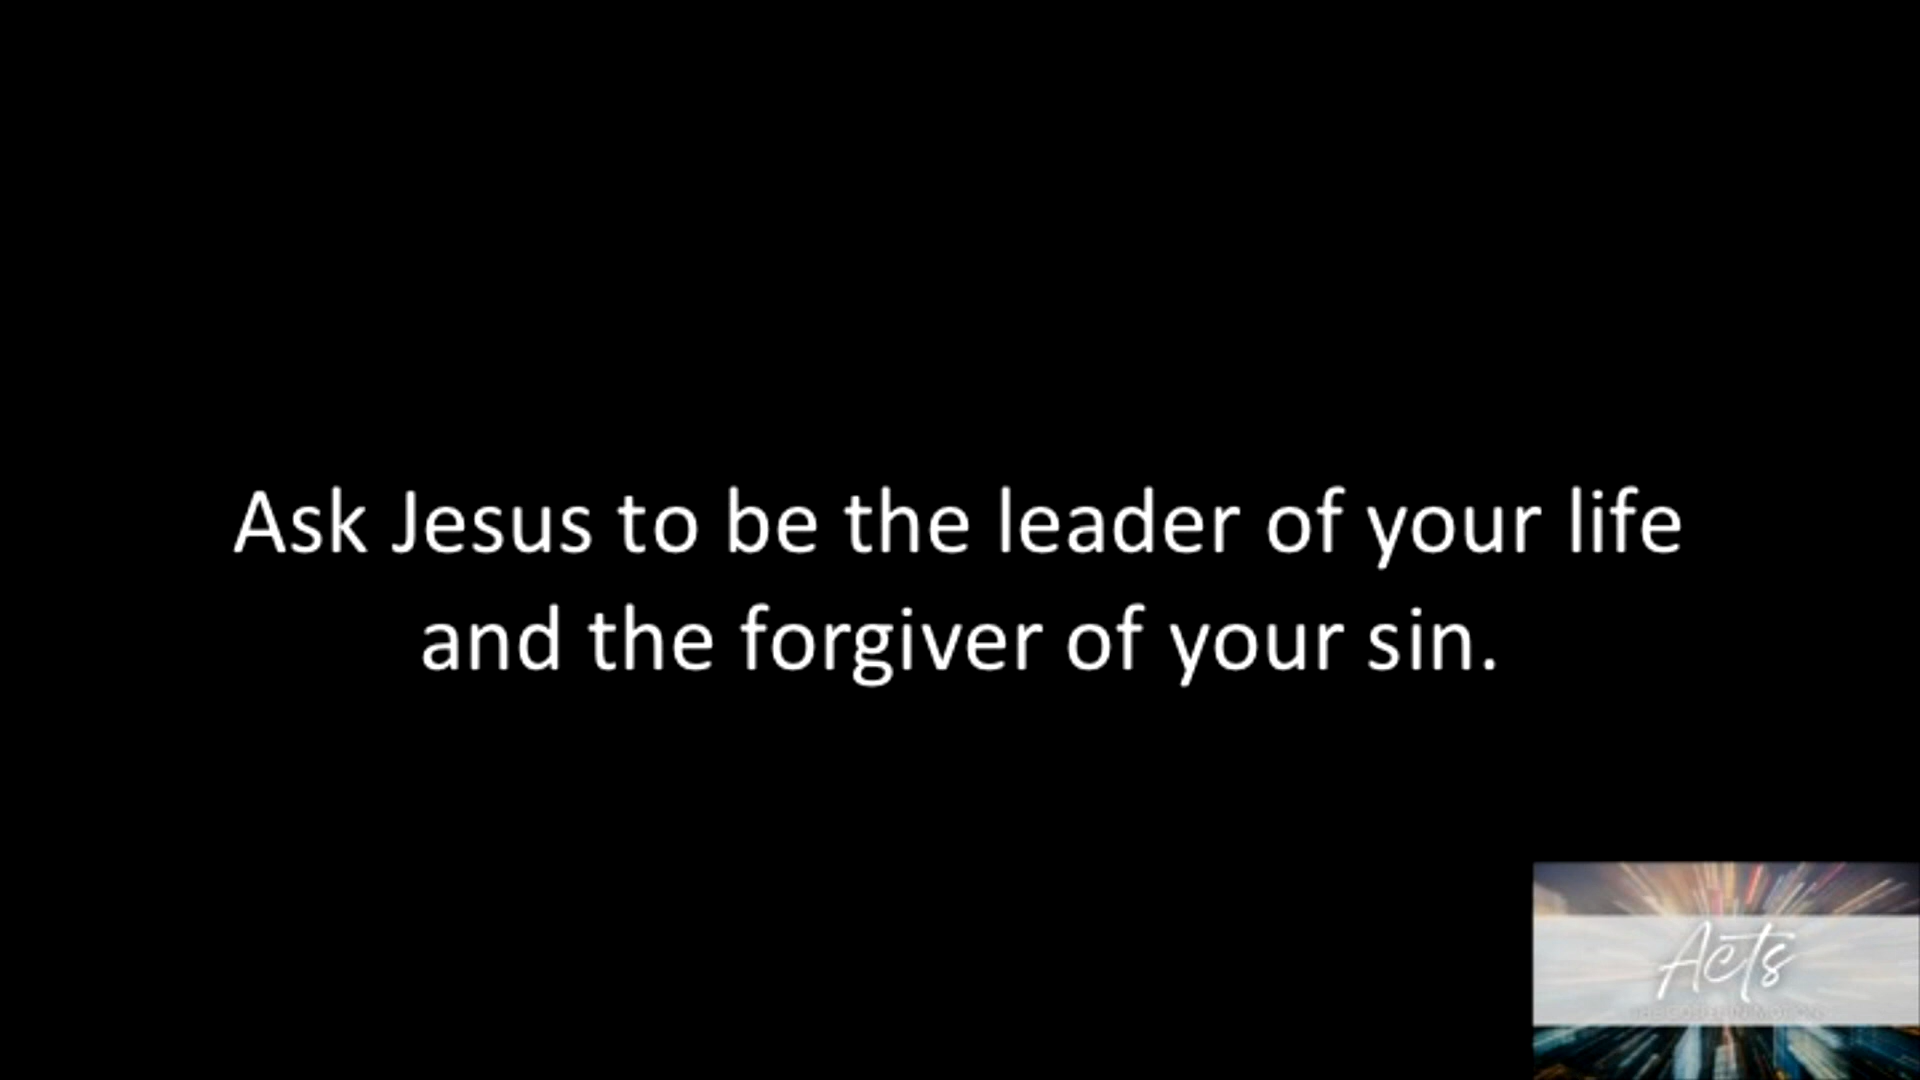 Ask Jesus to be the leader of your life
and the forgiver of your sin.
Acts